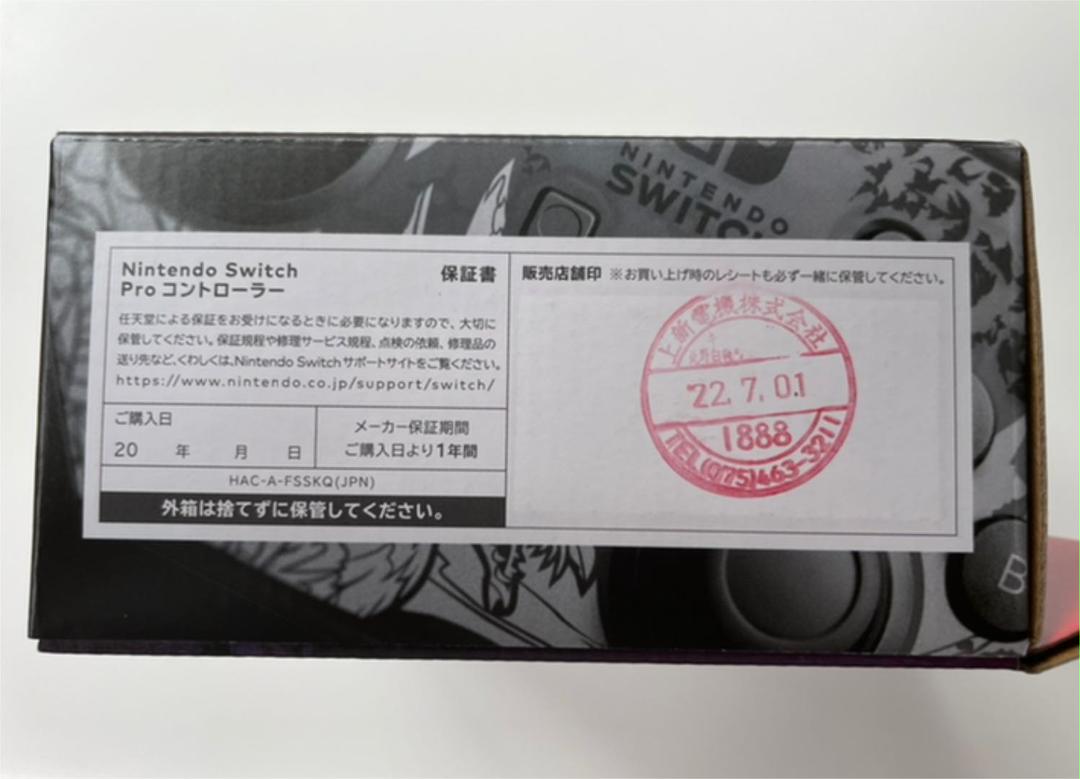 NINTENDO
SWITCH
Nintendo Switch
Pro コントローラー
保証書
任天堂による保証をお受けになるときに必要になりますので、大切に
保管してください。保証規程や修理サービス規程、点検の依頼、修理品の
送り先など、くわしくは、Nintendo Switchサポートサイトをご覧ください。
https://www.nintendo.co.jp/support/switch/
ご購入日
20 年 月 日
メーカー保証期間
ご購入日より1年間
HAC-A-FSSKQ(JPN)
外箱は捨てずに保管してください。
販売店舗印 ※お買い上げ時のレシートも必ず一緒に保管してください。
上新電機株式会社
'22.7.01
1888
TEL(075)463-3211
B